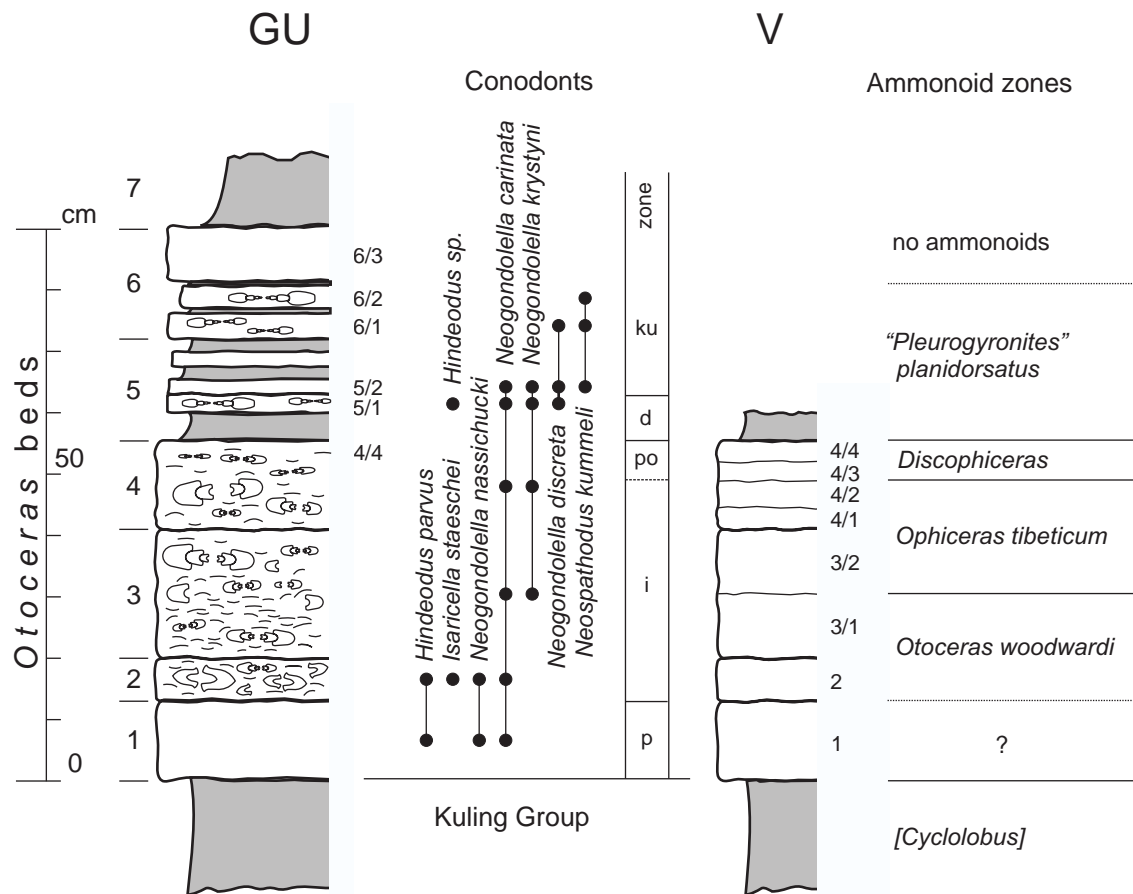 GU
V
Conodonts
Ammonoid zones
cm
50
0
Otoceras beds
7
6
5
4
3
2
1
6/3
6/2
6/1
5/2
5/1
4/4
Hindeodus parvus
Isaricella staeschei
Neogondolella nassichucki
Hindeodus sp.
Neogondolella carinata
Neogondolella krystyni
Neogondolella discreta
Neospathodus kummeli
zone
ku
d
po
i
p
Kuling Group
4/4
4/3
4/2
4/1
3/2
3/1
2
1
no ammonoids
“Pleurogyronites”
planidorsatus
Discophiceras
Ophiceras tibeticum
Otoceras woodwardi
?
[Cyclolobus]